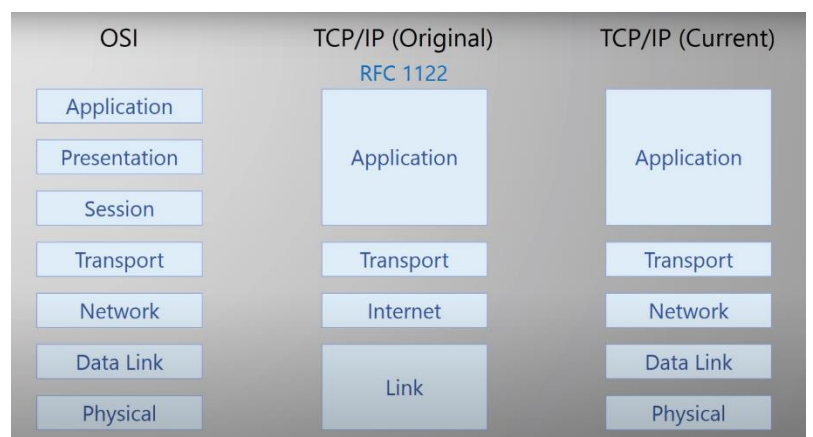 OSI
TCP/IP (Original)
TCP/IP (Current)
RFC 1122
Application
Presentation
Session
Transport
Network
Data Link
Physical
Application
Transport
Internet
Link
Application
Transport
Network
Data Link
Physical